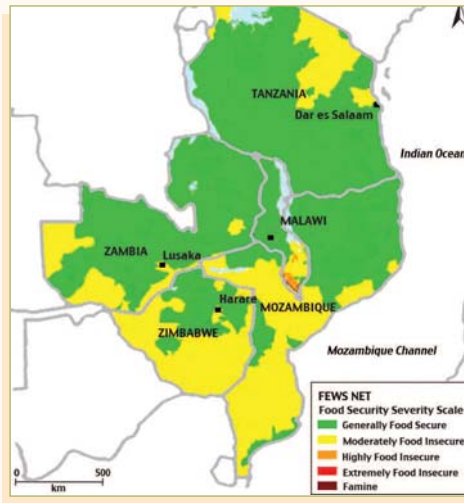 TANZANIA
Dar es Salaam
Indian Ocean
MALAWI
ZAMBIA
Lusaka
Harare
MOZAMBIQUE
ZIMBABWE
Mozambique Channel
FEWS NET
Food Security Severity Scale
Generally Food Secure
Moderately Food Insecure
Highly Food Insecure
Extremely Food Insecure
Famine
0 500
km